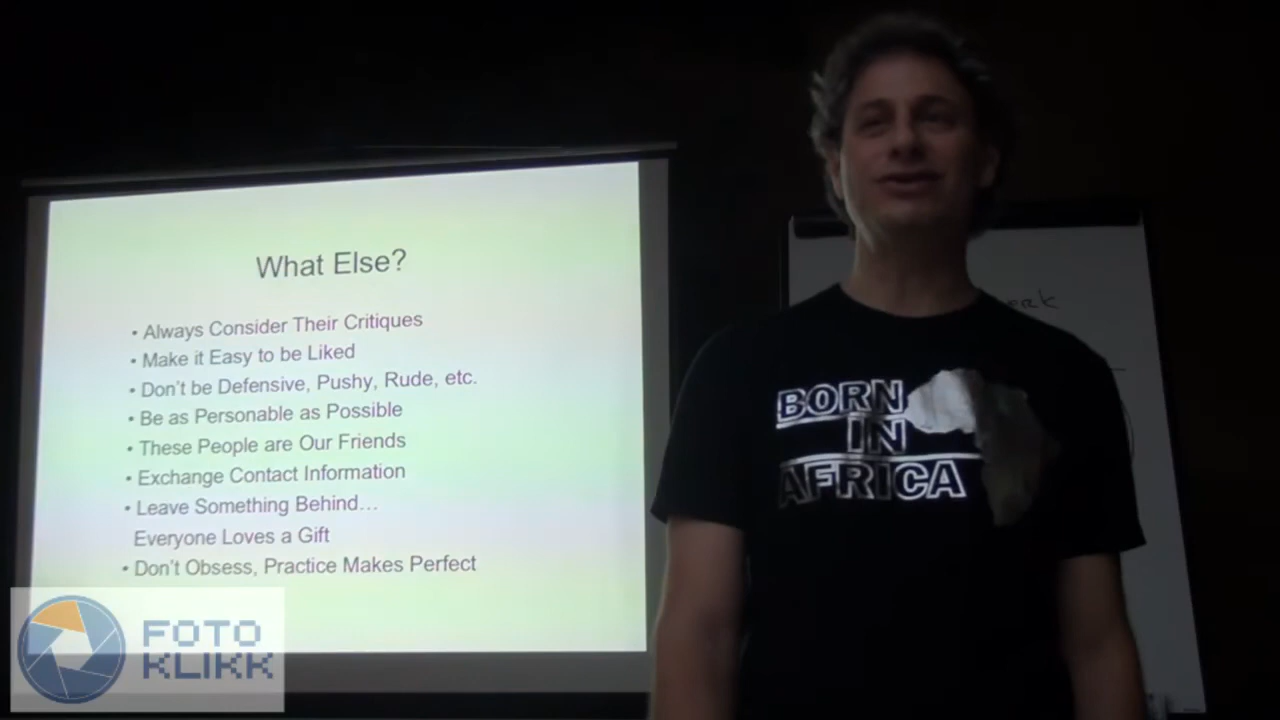 What Else?
• Always Consider Their Critiques
• Make it Easy to be Liked
• Don't be Defensive, Pushy, Rude, etc.
• Be as Personable as Possible
• These People are Our Friends
• Exchange Contact Information
• Leave Something Behind...
Everyone Loves a Gift
• Don't Obsess, Practice Makes Perfect
BORN
IN
AFRICA
FOTO
KLIKK